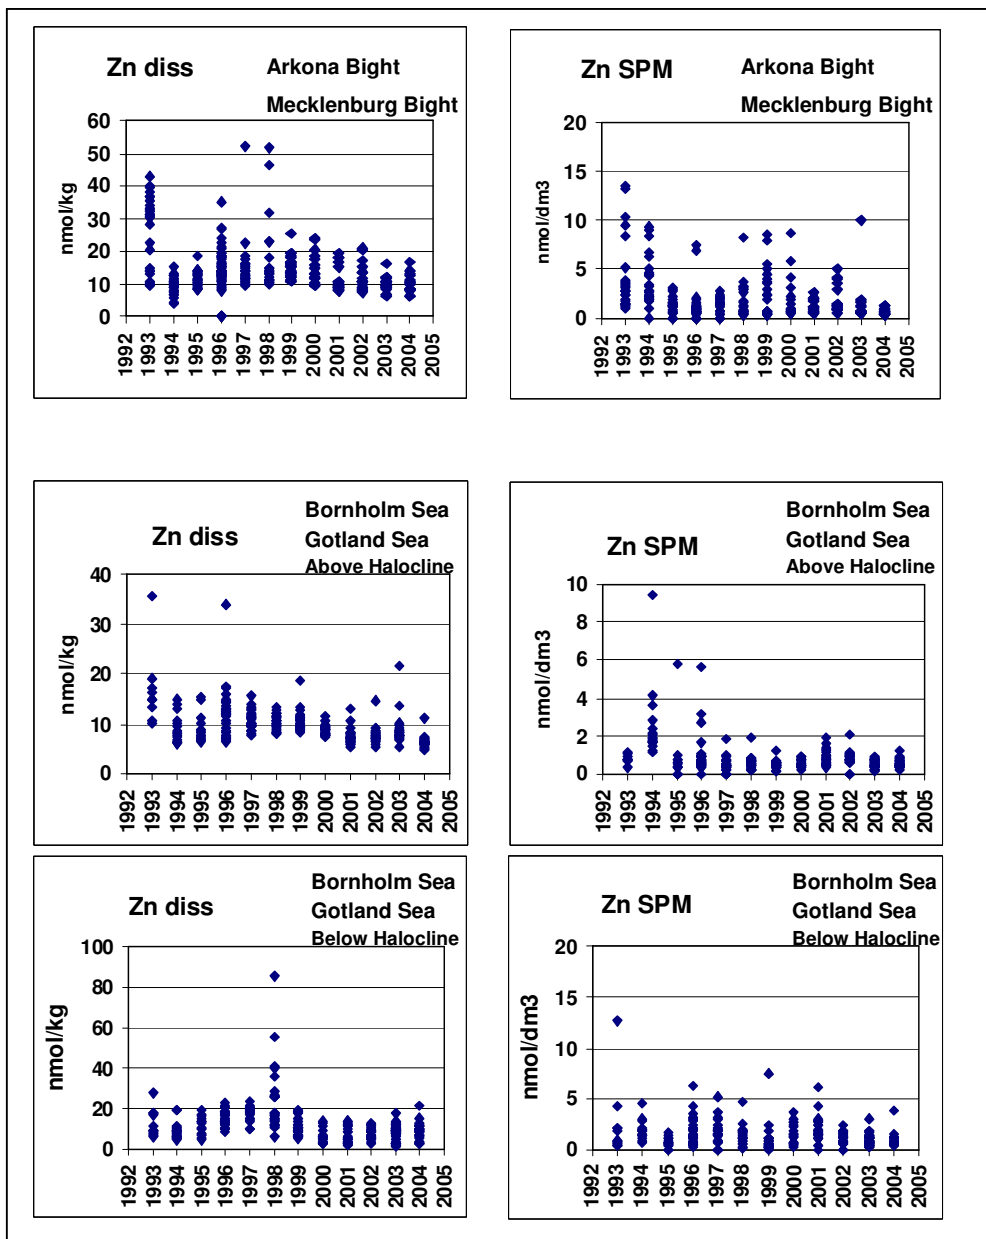 Zn diss
Arkona Bight
Mecklenburg Bight
nmol/kg
60
50
40
30
20
10
0
1992 1993 1994 1995 1996 1997 1998 1999 2000 2001 2002 2003 2004 2005
Zn SPM
Arkona Bight
Mecklenburg Bight
nmol/dm3
20
15
10
5
0
1992 1993 1994 1995 1996 1997 1998 1999 2000 2001 2002 2003 2004 2005
Zn diss
Bornholm Sea
Gotland Sea
Above Halocline
nmol/kg
40
30
20
10
0
1992 1993 1994 1995 1996 1997 1998 1999 2000 2001 2002 2003 2004 2005
Zn SPM
Bornholm Sea
Gotland Sea
Above Halocline
nmol/dm3
10
8
6
4
2
0
1992 1993 1994 1995 1996 1997 1998 1999 2000 2001 2002 2003 2004 2005
Zn diss
Bornholm Sea
Gotland Sea
Below Halocline
nmol/kg
100
80
60
40
20
0
1992 1993 1994 1995 1996 1997 1998 1999 2000 2001 2002 2003 2004 2005
Zn SPM
Bornholm Sea
Gotland Sea
Below Halocline
nmol/dm3
20
15
10
5
0
1992 1993 1994 1995 1996 1997 1998 1999 2000 2001 2002 2003 2004 2005